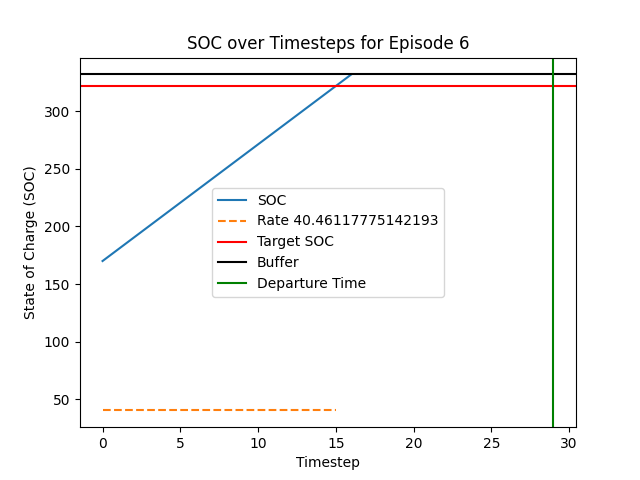 SOC over Timesteps for Episode 6
State of Charge (SOC)
300
250
200
150
100
50
SOC
Rate 40.46117775142193
Target SOC
Buffer
Departure Time
0 5 10 15 20 25 30
Timestep